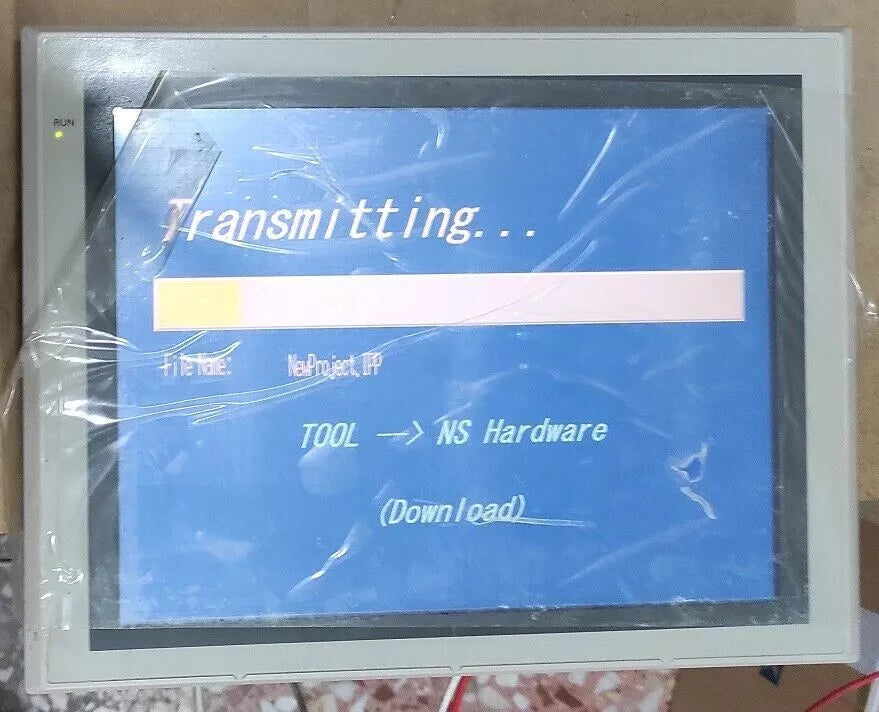 RUN
Transmitting...
File Name: NewProject.IPP
TOOL —> NS Hardware
(Download)